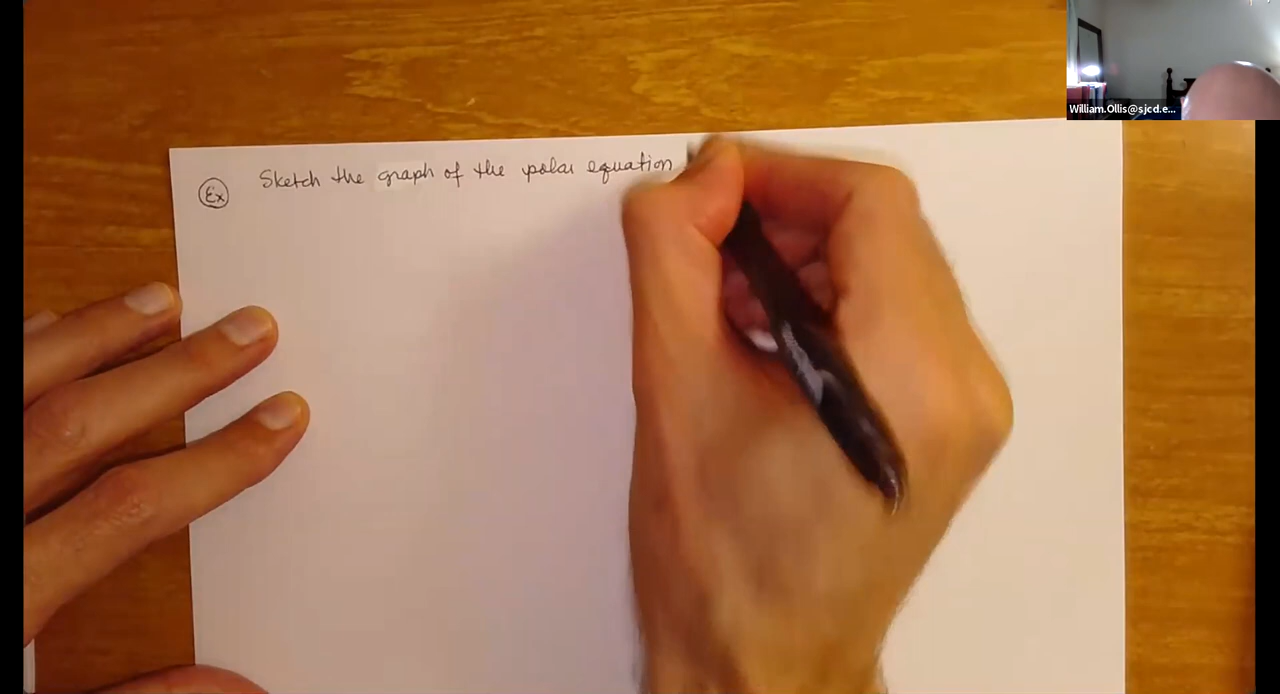 William.Ollis@sjcd.e...
Ex Sketch the graph of the polar equation